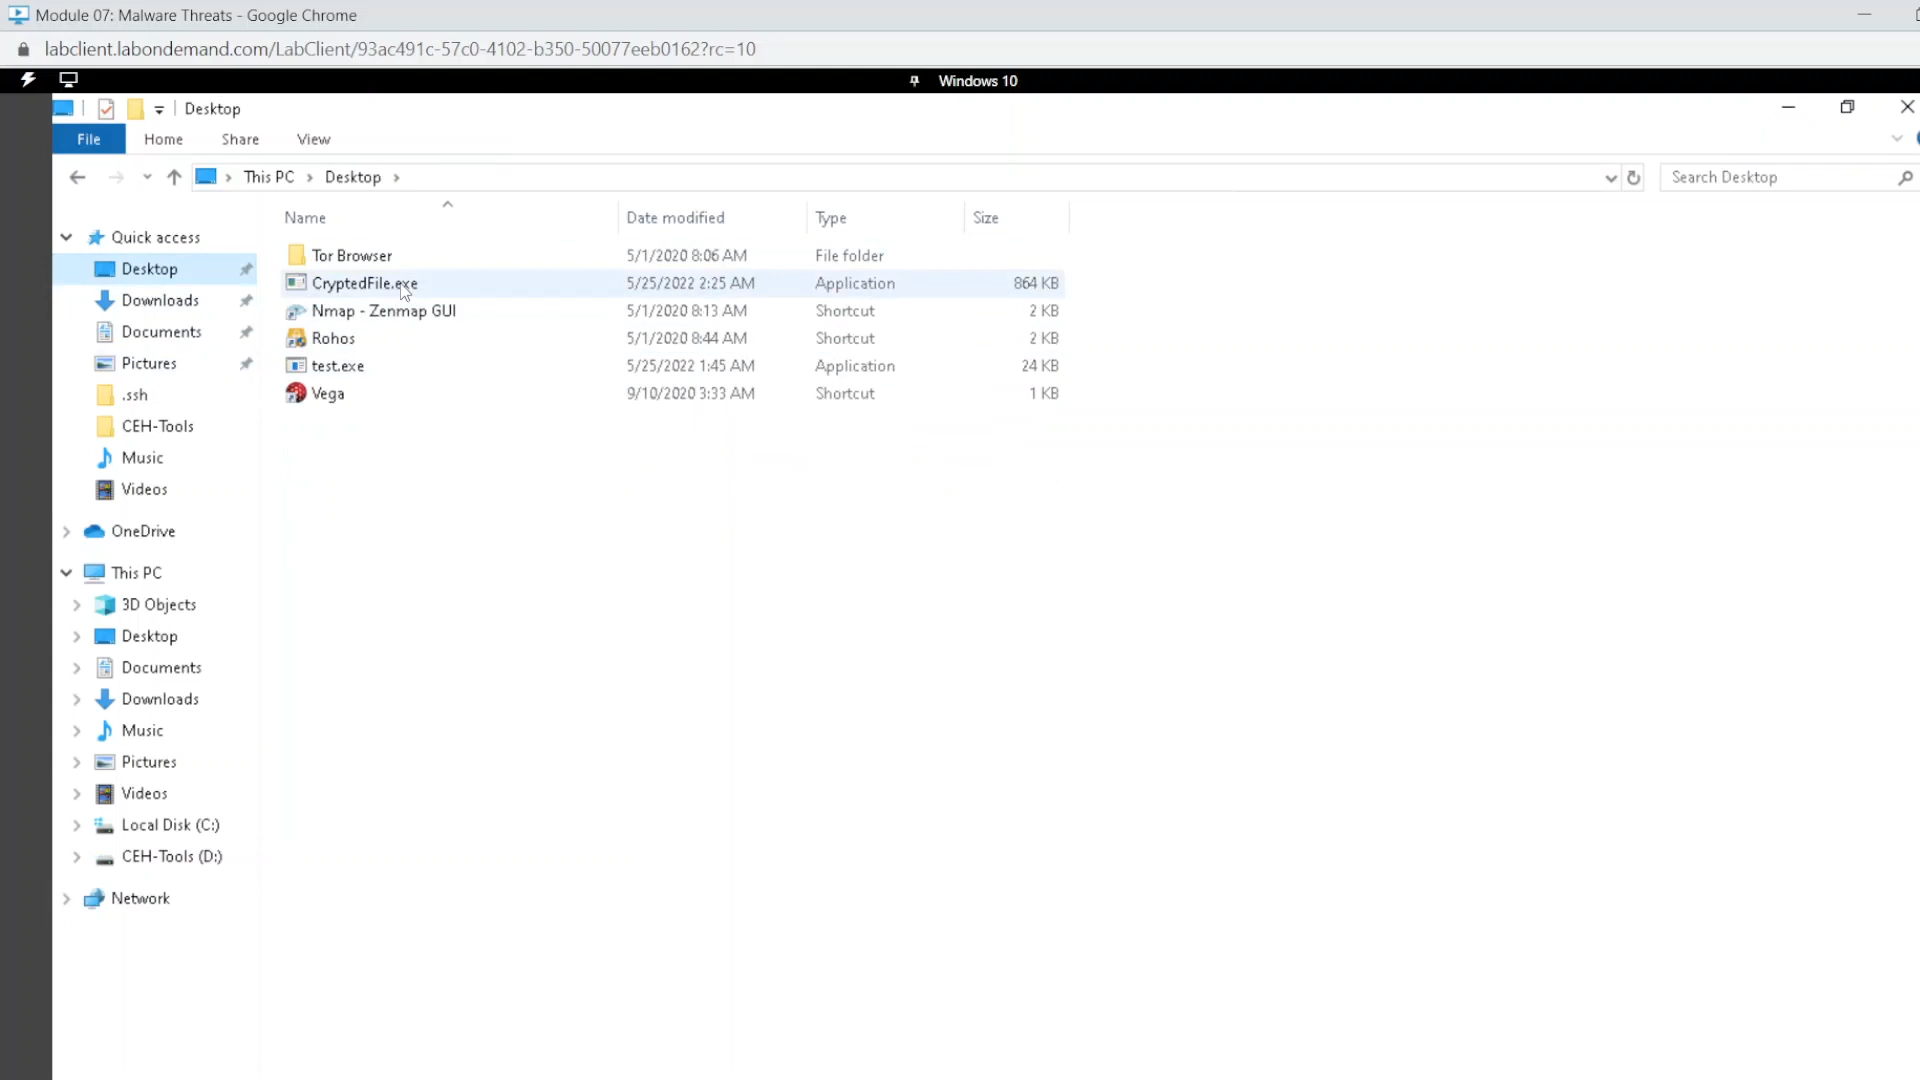 Module 07: Malware Threats - Google Chrome
labclient.labondemand.com/LabClient/93ac491c-57c0-4102-b350-50077eeb0162?rc=10
Windows 10
Desktop
File Home Share View
This PC Desktop Search Desktop
Name Date modified Type Size
Quick access
Desktop
Downloads
Documents
Pictures
.ssh
CEH-Tools
Music
Videos
OneDrive
This PC
3D Objects
Desktop
Documents
Downloads
Music
Pictures
Videos
Local Disk (C:)
CEH-Tools (D:)
Network
Tor Browser 5/1/2020 8:06 AM File folder
CryptedFile.exe 5/25/2022 2:25 AM Application 864 KB
Nmap - Zenmap GUI 5/1/2020 8:13 AM Shortcut 2 KB
Rohos 5/1/2020 8:44 AM Shortcut 2 KB
test.exe 5/25/2022 1:45 AM Application 24 KB
Vega 9/10/2020 3:33 AM Shortcut 1 KB